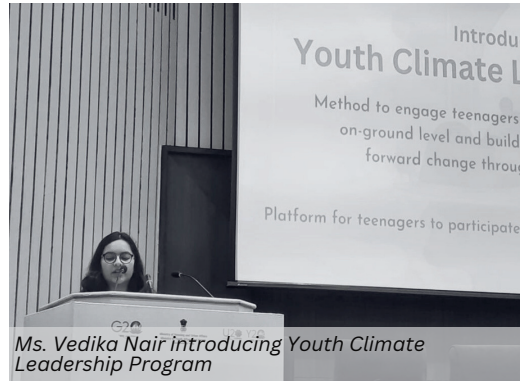 Introdu
Youth Climate L
Method to engage teenagers
on-ground level and build
forward change throug
Platform for teenagers to participate
G20
Ms. Vedika Nair introducing Youth Climate
Leadership Program